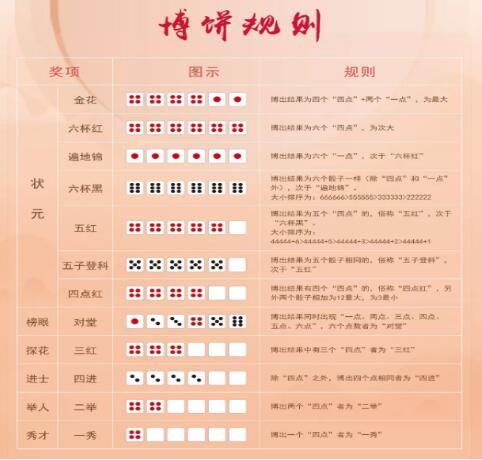 博饼规则
奖项 图示 规则
状元
金花 博出结果为四个“四点”+两个“一点”，为最大
六杯红 博出结果为六个“四点”，为次大
遍地锦 博出结果为六个“一点”，次于“六杯红”
六杯黑 博出结果为六个骰子一样（除“四点”和“一点”
外），次于“遍地锦”。
大小排序为：666666>555555>333333>222222
五红 博出结果为五个“四点”的，俗称“五红”，次于
“六杯黑”。
大小排序为：
44444+6>44444+5>44444+3>44444+2>44444+1
五子登科 博出结果为五个骰子相同的，俗称“五子登科”，
次于“五红”
四点红 博出结果有四个“四点”的，俗称“四点红”，另
外两个骰子相加为12最大，为3最小
榜眼 对堂 博出结果同时出现“一点、两点、三点、四点、
五点、六点”，六个点数者为“对堂”
探花 三红 博出结果中有三个“四点”者为“三红”
进士 四进 除“四点”之外，博出四个点相同者为“四进”
举人 二举 博出两个“四点”者为“二举”
秀才 一秀 博出一个“四点”者为“一秀”